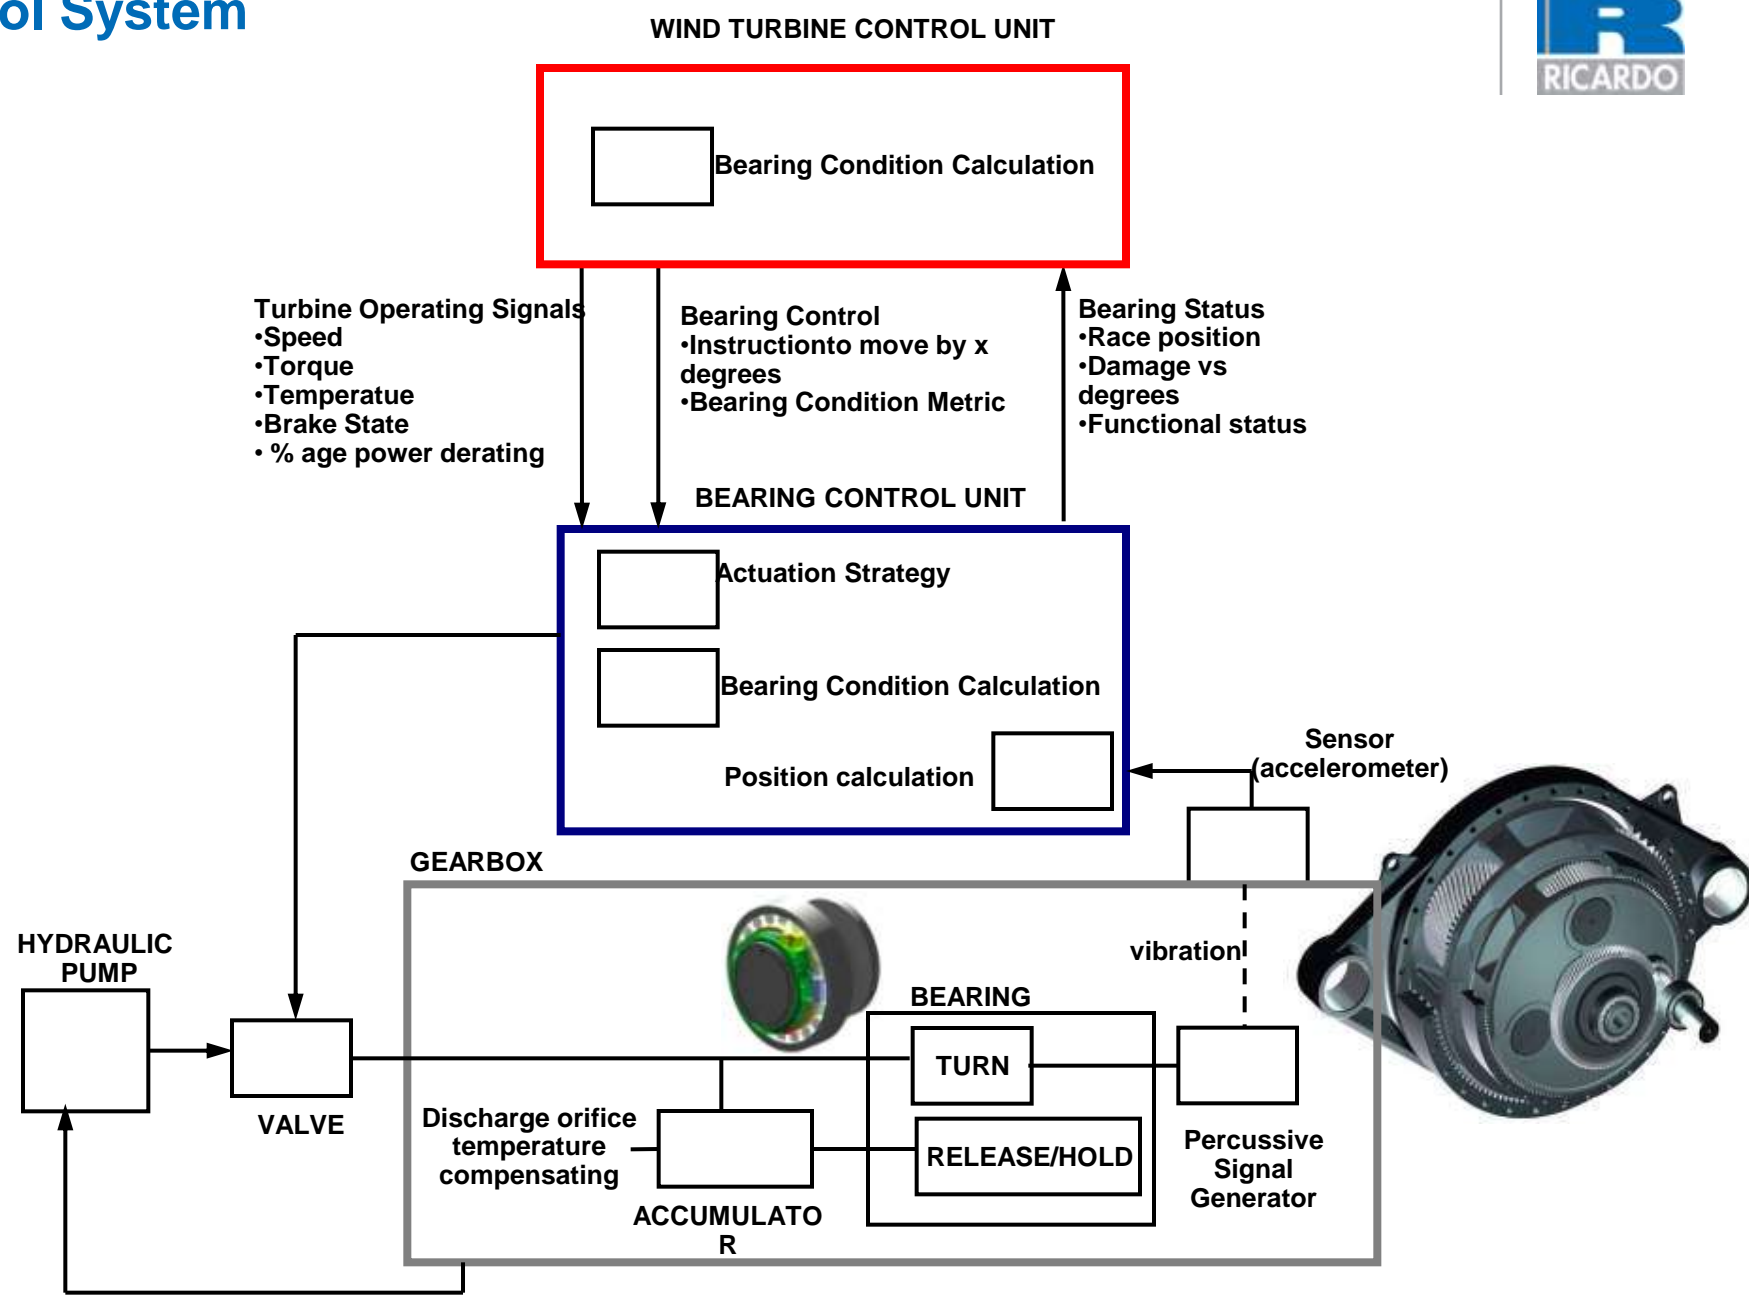 ol System
WIND TURBINE CONTROL UNIT
RICARDO
Bearing Condition Calculation
Turbine Operating Signals
•Speed
•Torque
•Temperatue
•Brake State
• % age power derating
Bearing Control
•Instructionto move by x
degrees
•Bearing Condition Metric
Bearing Status
•Race position
•Damage vs
degrees
•Functional status
BEARING CONTROL UNIT
Actuation Strategy
Bearing Condition Calculation
Position calculation
Sensor
(accelerometer)
GEARBOX
HYDRAULIC
PUMP
VALVE
vibration
BEARING
TURN
RELEASE/HOLD
Discharge orifice
temperature
compensating
ACCUMULATO
R
Percussive
Signal
Generator